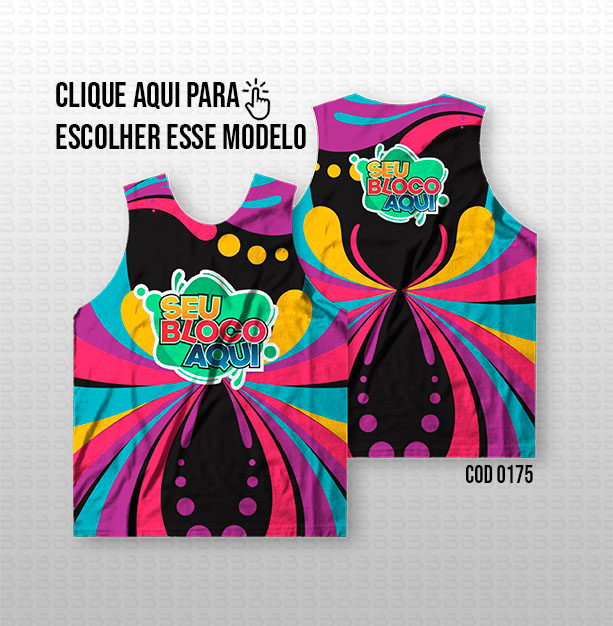 CLIQUE AQUI PARA
ESCOLHER ESSE MODELO
SEU
BLOCO
AQUI
SEU
BLOCO
AQUI
COD 0175